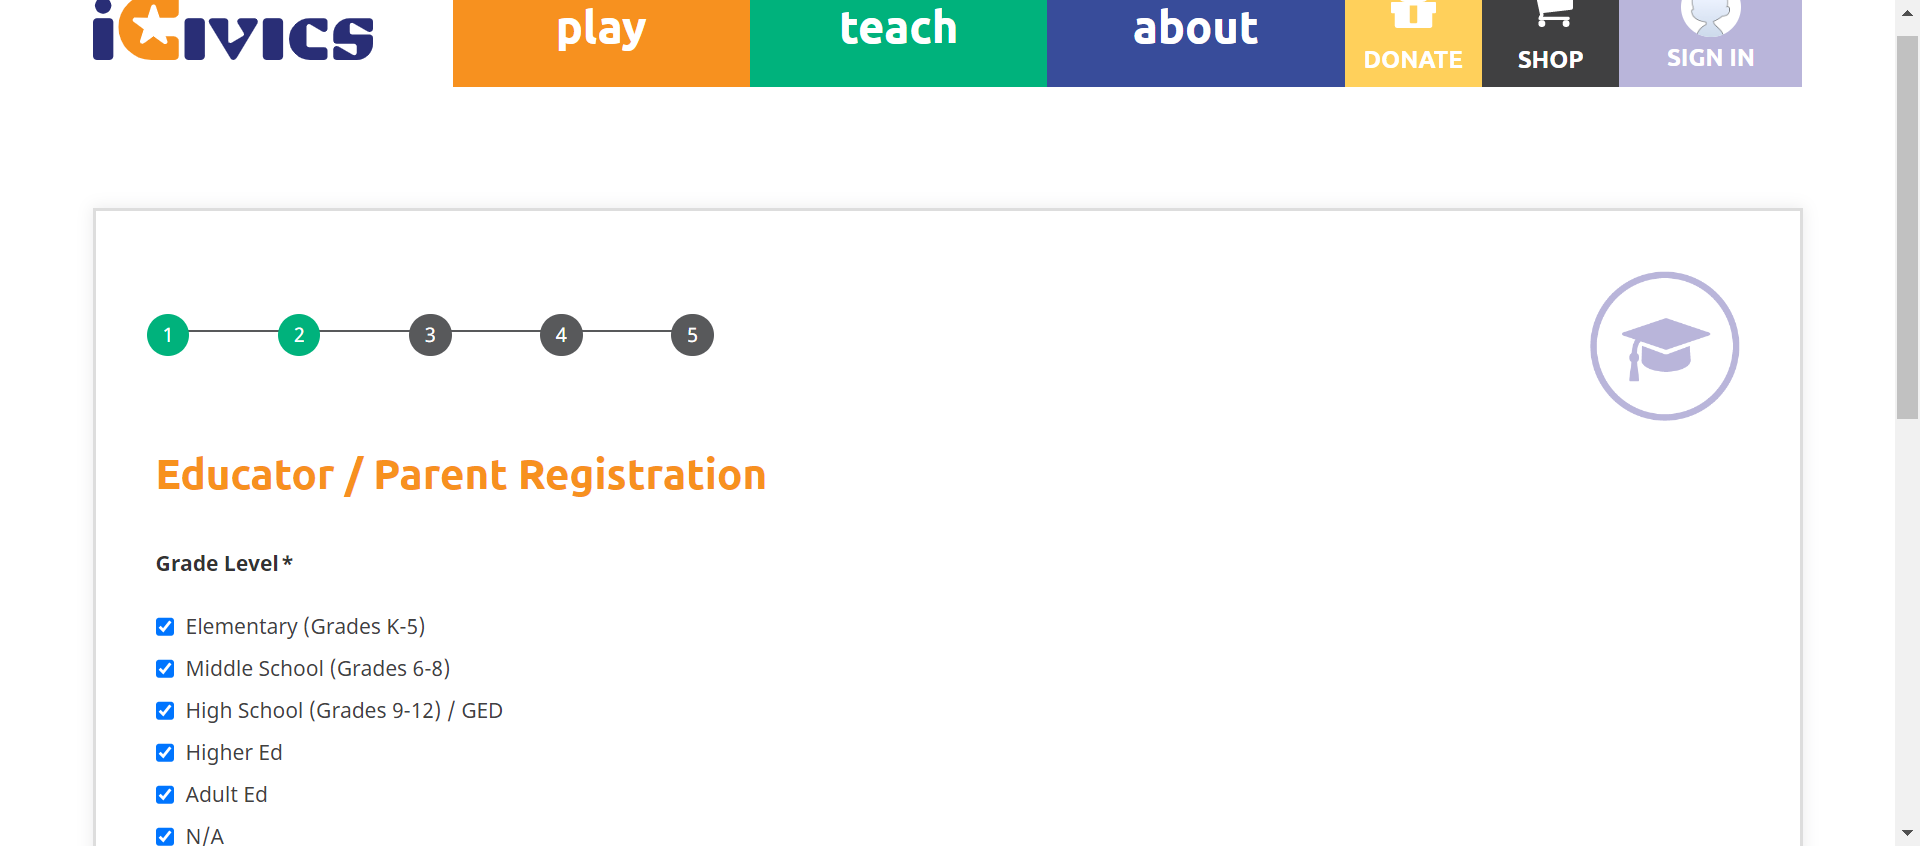 iCivics
play
teach
about
DONATE
SHOP
SIGN IN
1
2
3
4
5
Educator / Parent Registration
Grade Level *
Elementary (Grades K-5)
Middle School (Grades 6-8)
High School (Grades 9-12) / GED
Higher Ed
Adult Ed
N/A